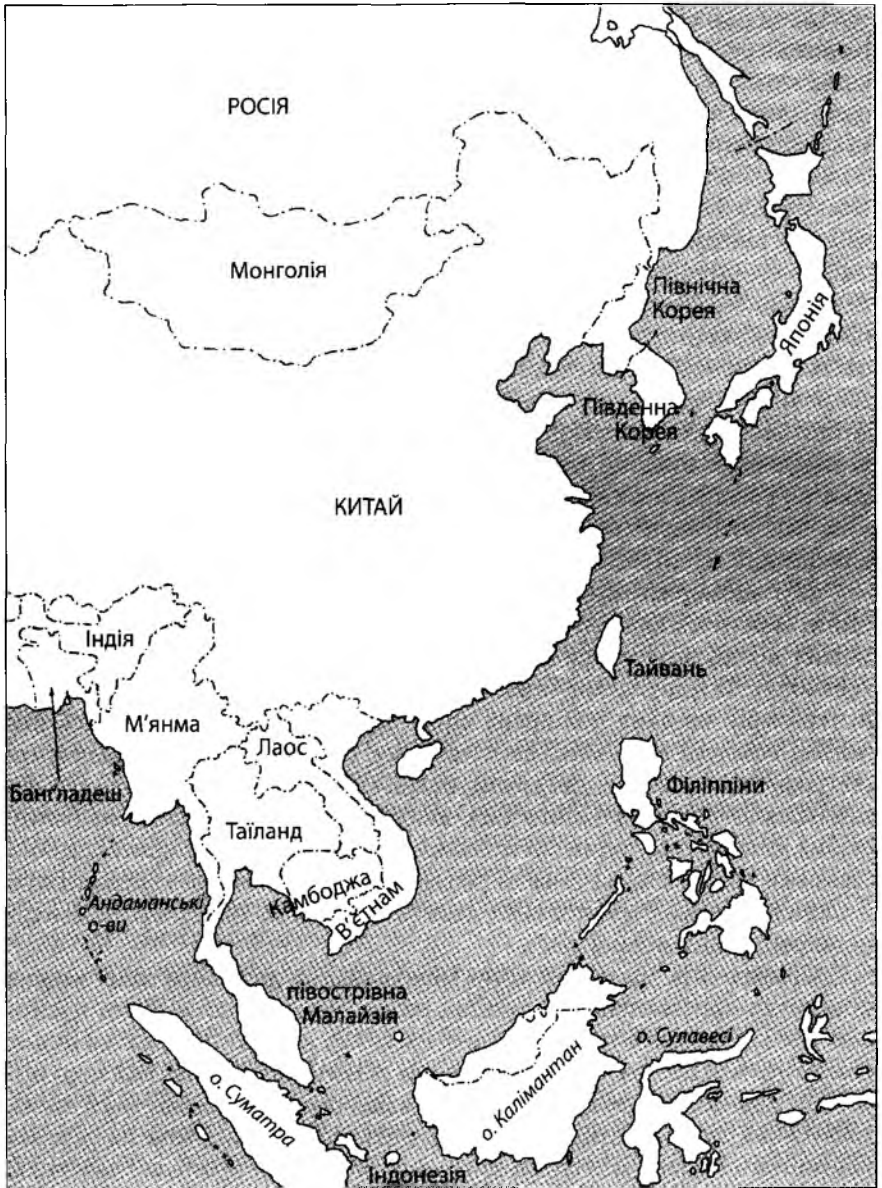 РОСІЯ
Монголія
Північна
Корея
Японія
Південна
Корея
КИТАЙ
Індія
Тайвань
М'янма
Лаос
Бангладеш
Філіппіни
Таїланд
Камboджа
В'єтнам
Андаманські
о-ви
півострівна
Малайзія
о. Сулавесі
о. Суматра
о. Калімантан
Індонезія